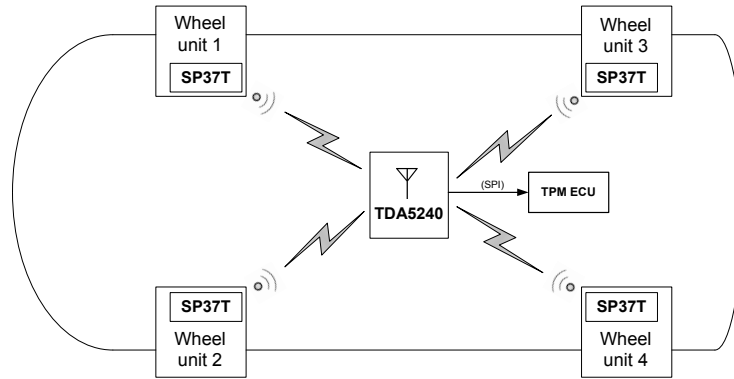 Wheel
unit 1
SP37T
Wheel
unit 3
SP37T
TDA5240
(SPI)
TPM ECU
SP37T
Wheel
unit 2
SP37T
Wheel
unit 4